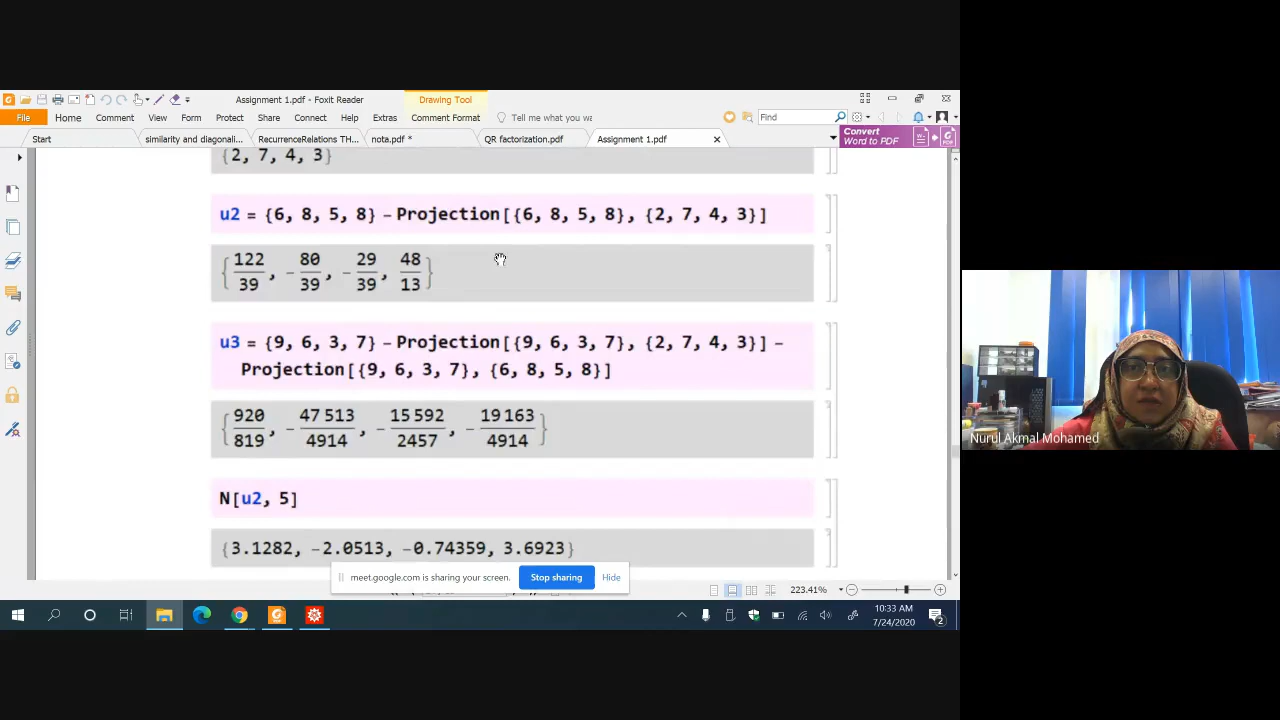 Assignment 1.pdf - Foxit Reader
Drawing Tool
File Home Comment View Form Protect Share Connect Help Extras Comment Format Tell me what you wa Find
Convert
Word to PDF
Start similarity and diagonali... RecurrenceRelations TH... nota.pdf * QR factorization.pdf Assignment 1.pdf
{2, 7, 4, 3}
u2 = {6, 8, 5, 8} - Projection[{6, 8, 5, 8}, {2, 7, 4, 3}]
{122/39, -80/39, -29/39, 48/13}
u3 = {9, 6, 3, 7} - Projection[{9, 6, 3, 7}, {2, 7, 4, 3}] -
Projection[{9, 6, 3, 7}, {6, 8, 5, 8}]
{920/819, -47 513/4914, -15 592/2457, -19 163/4914}
N[u2, 5]
{3.1282, -2.0513, -0.74359, 3.6923}
meet.google.com is sharing your screen. Stop sharing Hide
223.41%
10:33 AM
7/24/2020
2
Nurul Akmal Mohamed